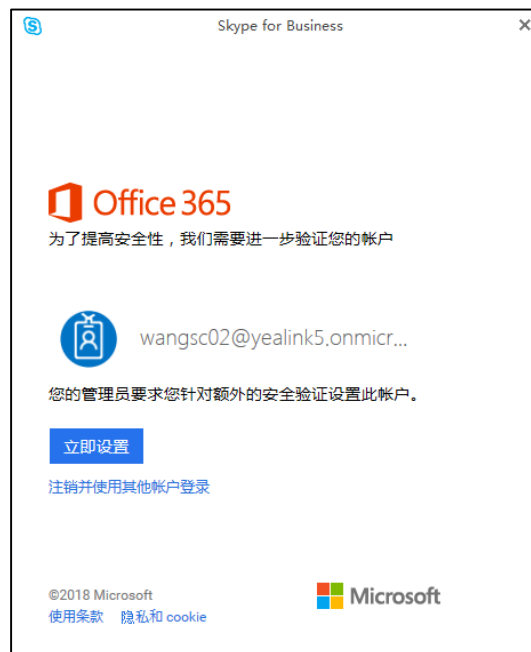 Skype for Business
Office 365
为了提高安全性，我们需要进一步验证您的帐户
wangsc02@yealink5.onmicr...
您的管理员要求您针对额外的安全验证设置此帐户。
立即设置
注销并使用其他帐户登录
©2018 Microsoft
Microsoft
使用条款 隐私和 cookie